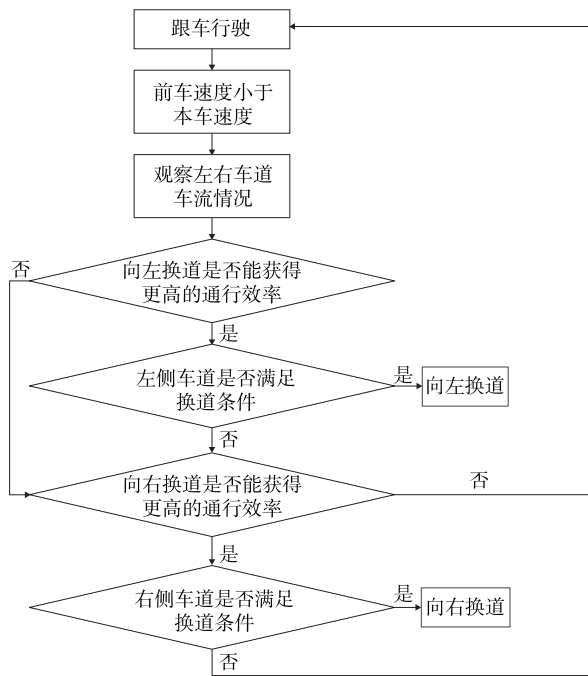 跟车行驶
前车速度小于
本车速度
观察左右车道
车流情况
否
向左换道是否能获得
更高的通行效率
是
左侧车道是否满足
换道条件
是
向左换道
否
向右换道是否能获得
更高的通行效率
否
是
右侧车道是否满足
换道条件
是
向右换道
否